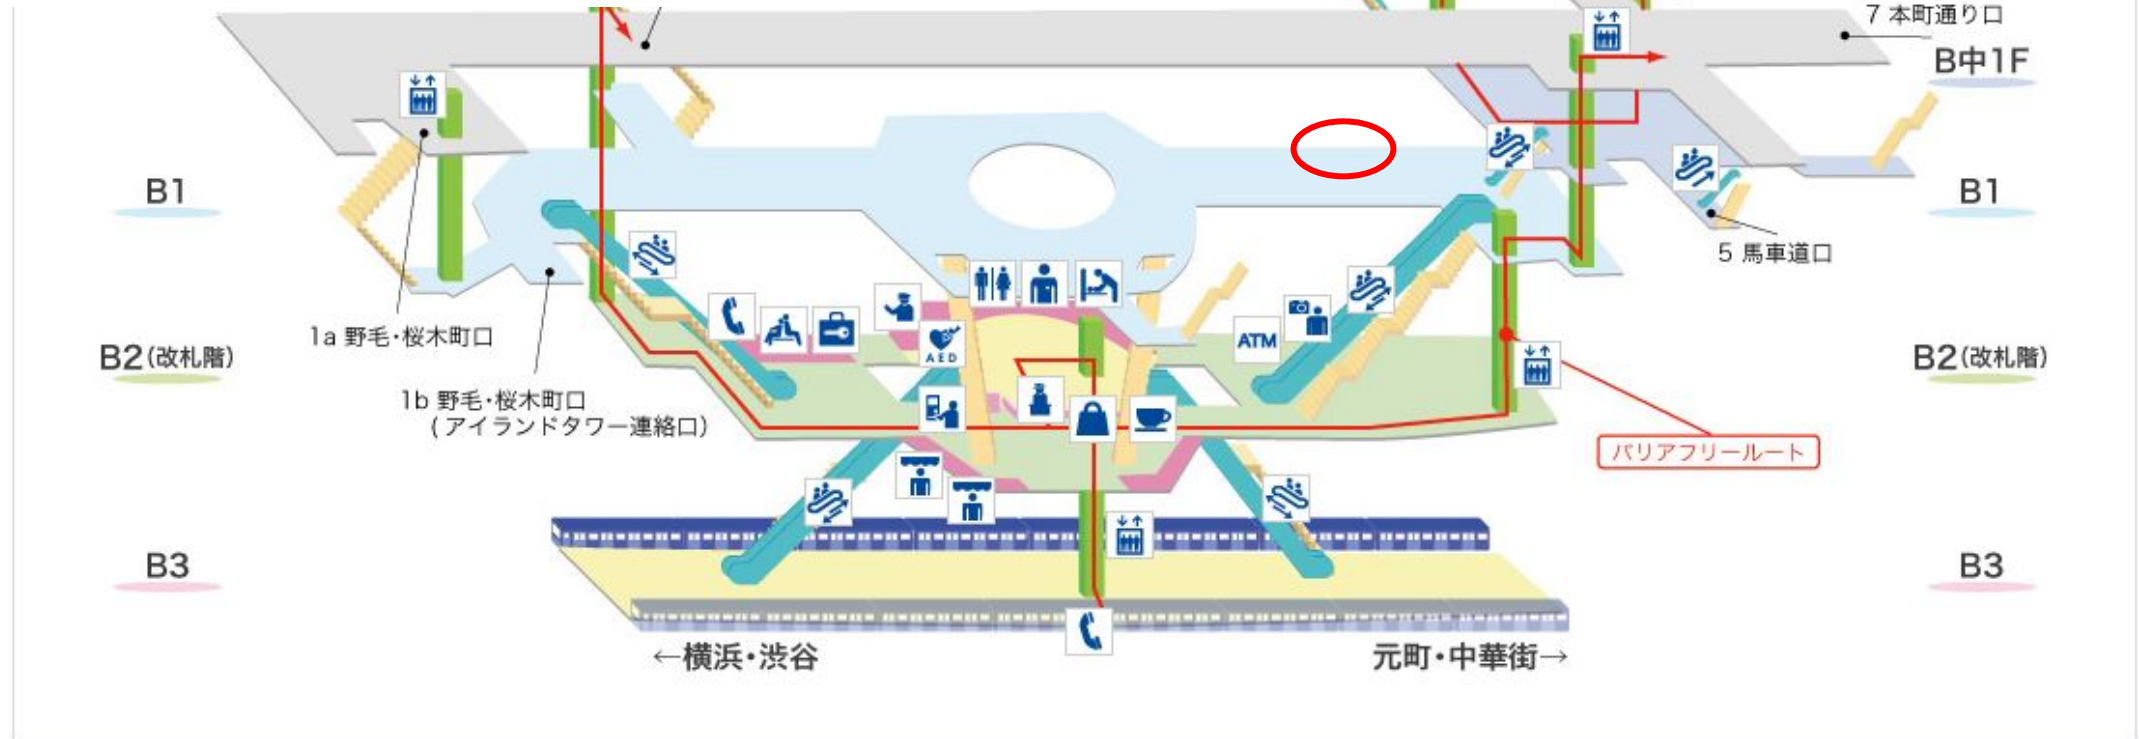 7 本町通り口
B中1F
B1
B1
5 馬車道口
1a 野毛・桜木町口
B2(改札階)
ATM
AED
B2(改札階)
1b 野毛・桜木町口
(アイランドタワー連絡口)
バリアフリールート
B3
B3
←横浜・渋谷
元町・中華街→